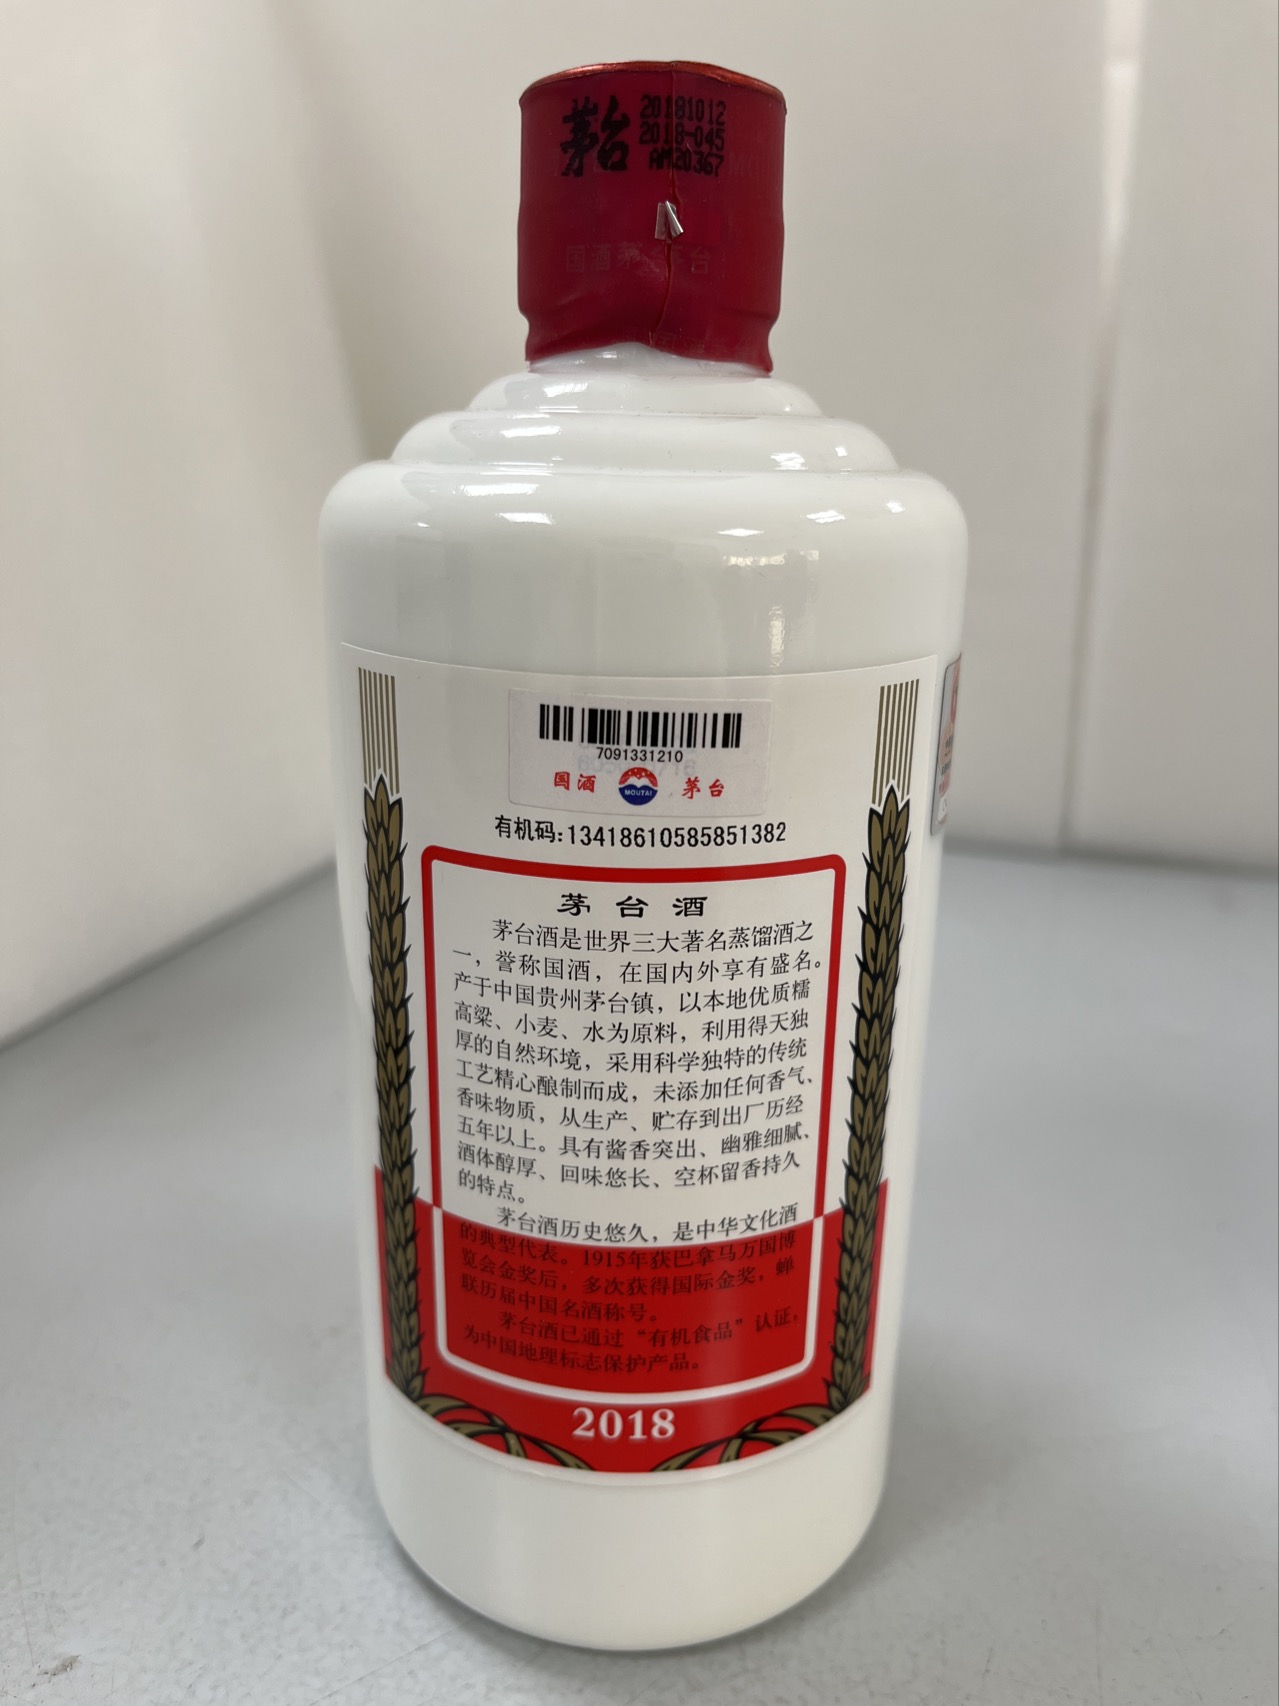 茅台
20181012
2018-045
AM20367
国酒茅台
7091331210
国酒
MOUTAI
茅台
有机码:13418610585851382
茅台酒
茅台酒是世界三大著名蒸馏酒之
一，誉称国酒，在国内外享有盛名。
产于中国贵州茅台镇，以本地优质糯
高粱、小麦、水为原料，利用得天独
厚的自然环境，采用科学独特的传统
工艺精心酿制而成，未添加任何香气、
香味物质，从生产、贮存到出厂历经
五年以上。具有酱香突出、幽雅细腻、
酒体醇厚、回味悠长、空杯留香持久
的特点。
茅台酒历史悠久，是中华文化酒
的典型代表。1915年获巴拿马万国博
览会金奖后，多次获得国际金奖，蝉
联历届中国名酒称号。
茅台酒已通过“有机食品”认证，
为中国地理标志保护产品。
2018